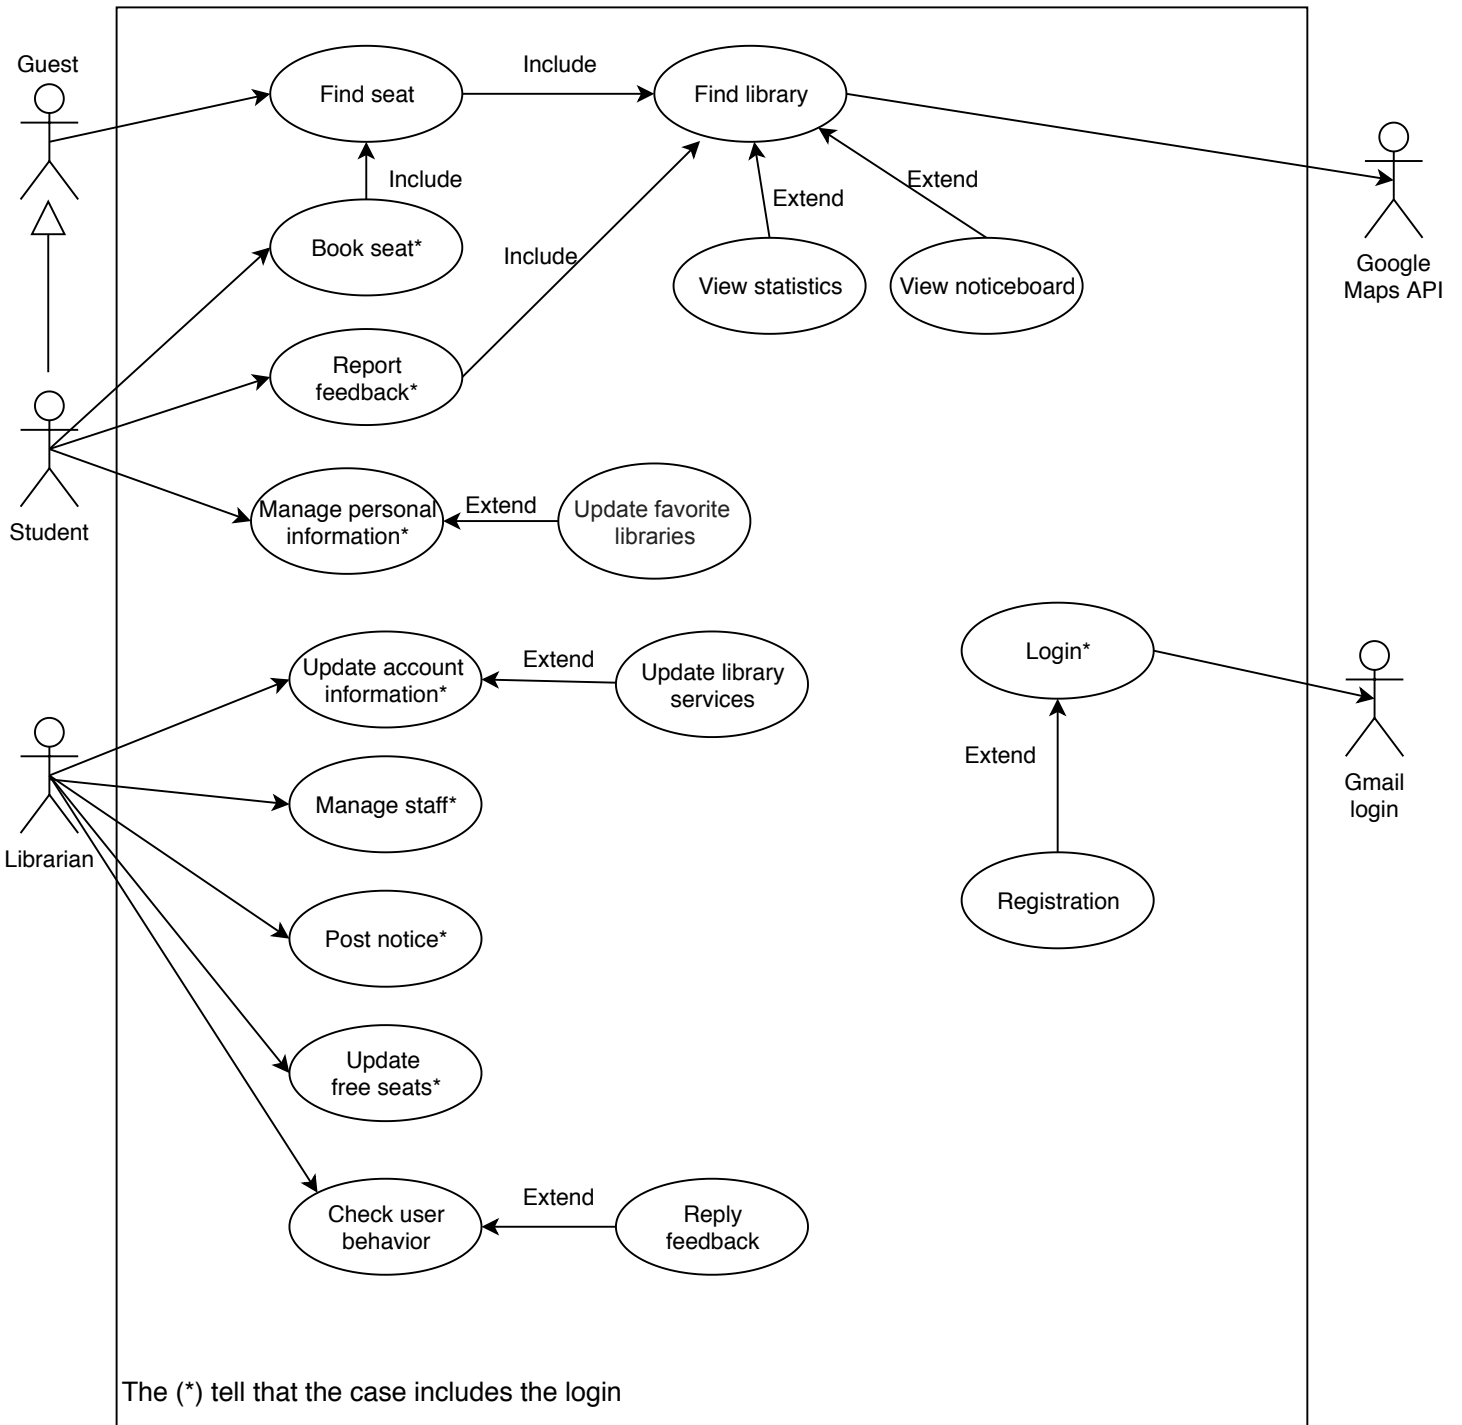 Guest
Find seat
Include
Find library
Include
Book seat*
Include
Extend
Extend
View statistics
View noticeboard
Google
Maps API
Report
feedback*
Student
Manage personal
information*
Extend
Update favorite
libraries
Update account
information*
Extend
Update library
services
Login*
Gmail
login
Extend
Registration
Librarian
Manage staff*
Post notice*
Update
free seats*
Check user
behavior
Extend
Reply
feedback
The (*) tell that the case includes the login